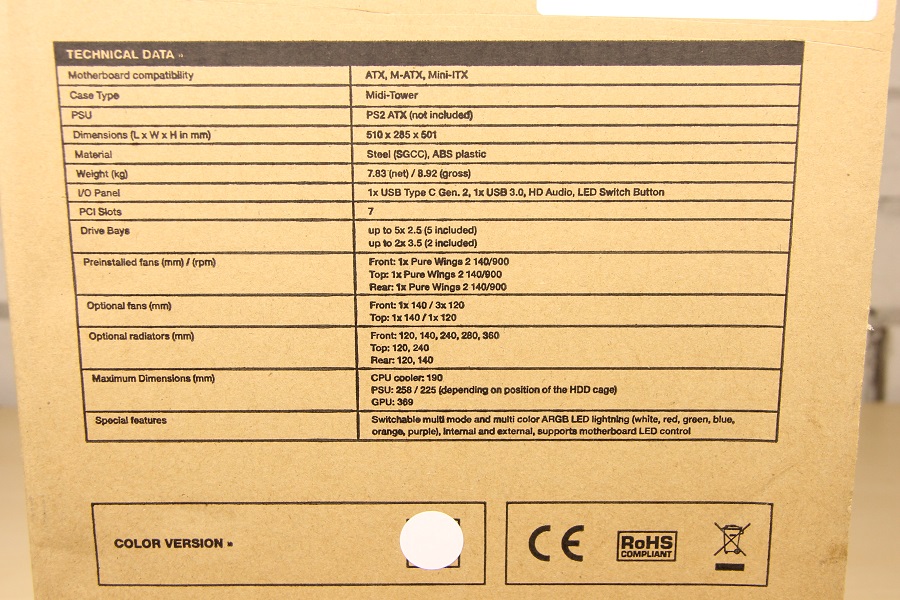 TECHNICAL DATA »
Motherboard compatibility ATX, M-ATX, Mini-ITX
Case Type Midi-Tower
PSU PS2 ATX (not included)
Dimensions (L x W x H in mm) 510 x 285 x 501
Material Steel (SGCC), ABS plastic
Weight (kg) 7.83 (net) / 8.92 (gross)
I/O Panel 1x USB Type C Gen. 2, 1x USB 3.0, HD Audio, LED Switch Button
PCI Slots 7
Drive Bays up to 5x 2.5 (5 included)
up to 2x 3.5 (2 included)
Preinstalled fans (mm) / (rpm) Front: 1x Pure Wings 2 140/900
Top: 1x Pure Wings 2 140/900
Rear: 1x Pure Wings 2 140/900
Optional fans (mm) Front: 1x 140 / 3x 120
Top: 1x 140 / 1x 120
Optional radiators (mm) Front: 120, 140, 240, 280, 360
Top: 120, 240
Rear: 120, 140
Maximum Dimensions (mm) CPU cooler: 190
PSU: 258 / 225 (depending on position of the HDD cage)
GPU: 369
Special features Switchable multi mode and multi color ARGB LED lightning (white, red, green, blue,
orange, purple), internal and external, supports motherboard LED control
COLOR VERSION »
CE
RoHS
COMPLIANT